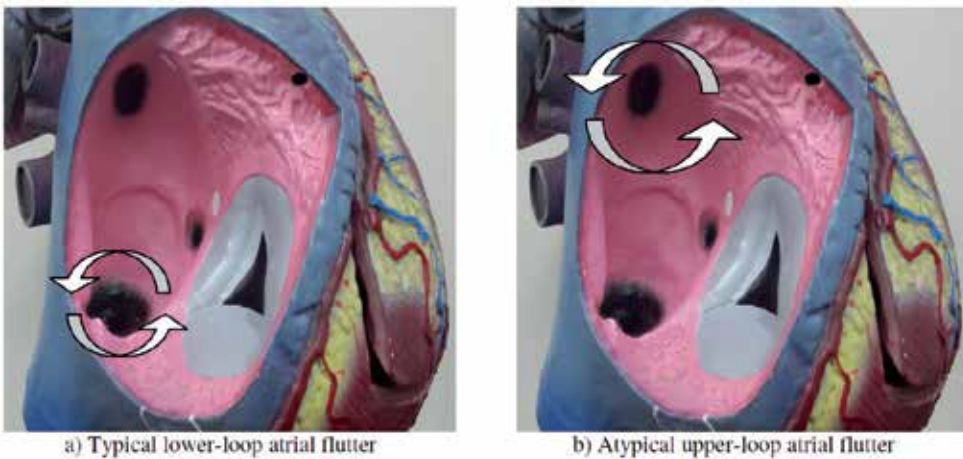 a) Typical lower-loop atrial flutter
b) Atypical upper-loop atrial flutter